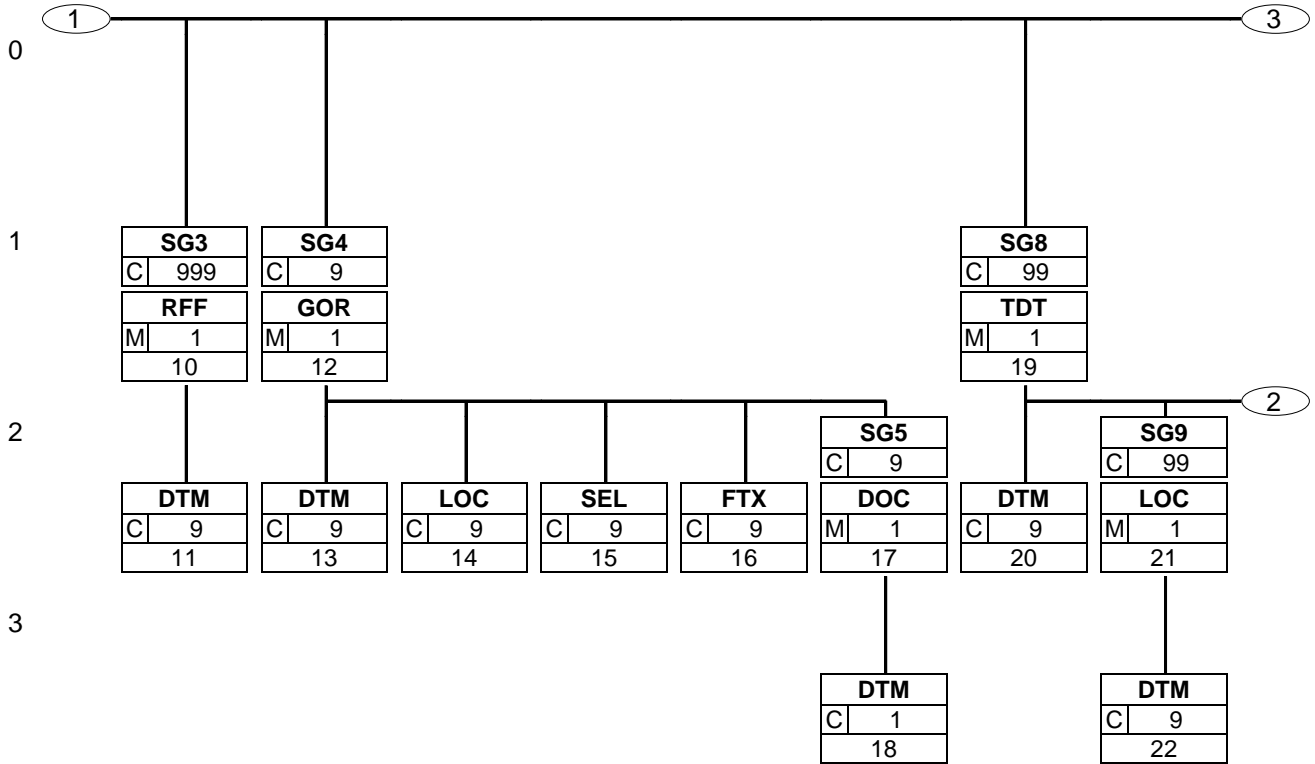 1 3
0
1
SG3 SG4 SG8
C 999 C 9 C 99
RFF GOR TDT
M 1 M 1 M 1
10 12 19
2
2
SG5 SG9
C 9 C 99
DTM DTM LOC SEL FTX DOC DTM LOC
C 9 C 9 C 9 C 9 C 9 M 1 C 9 M 1
11 13 14 15 16 17 20 21
3
DTM DTM
C 1 C 9
18 22